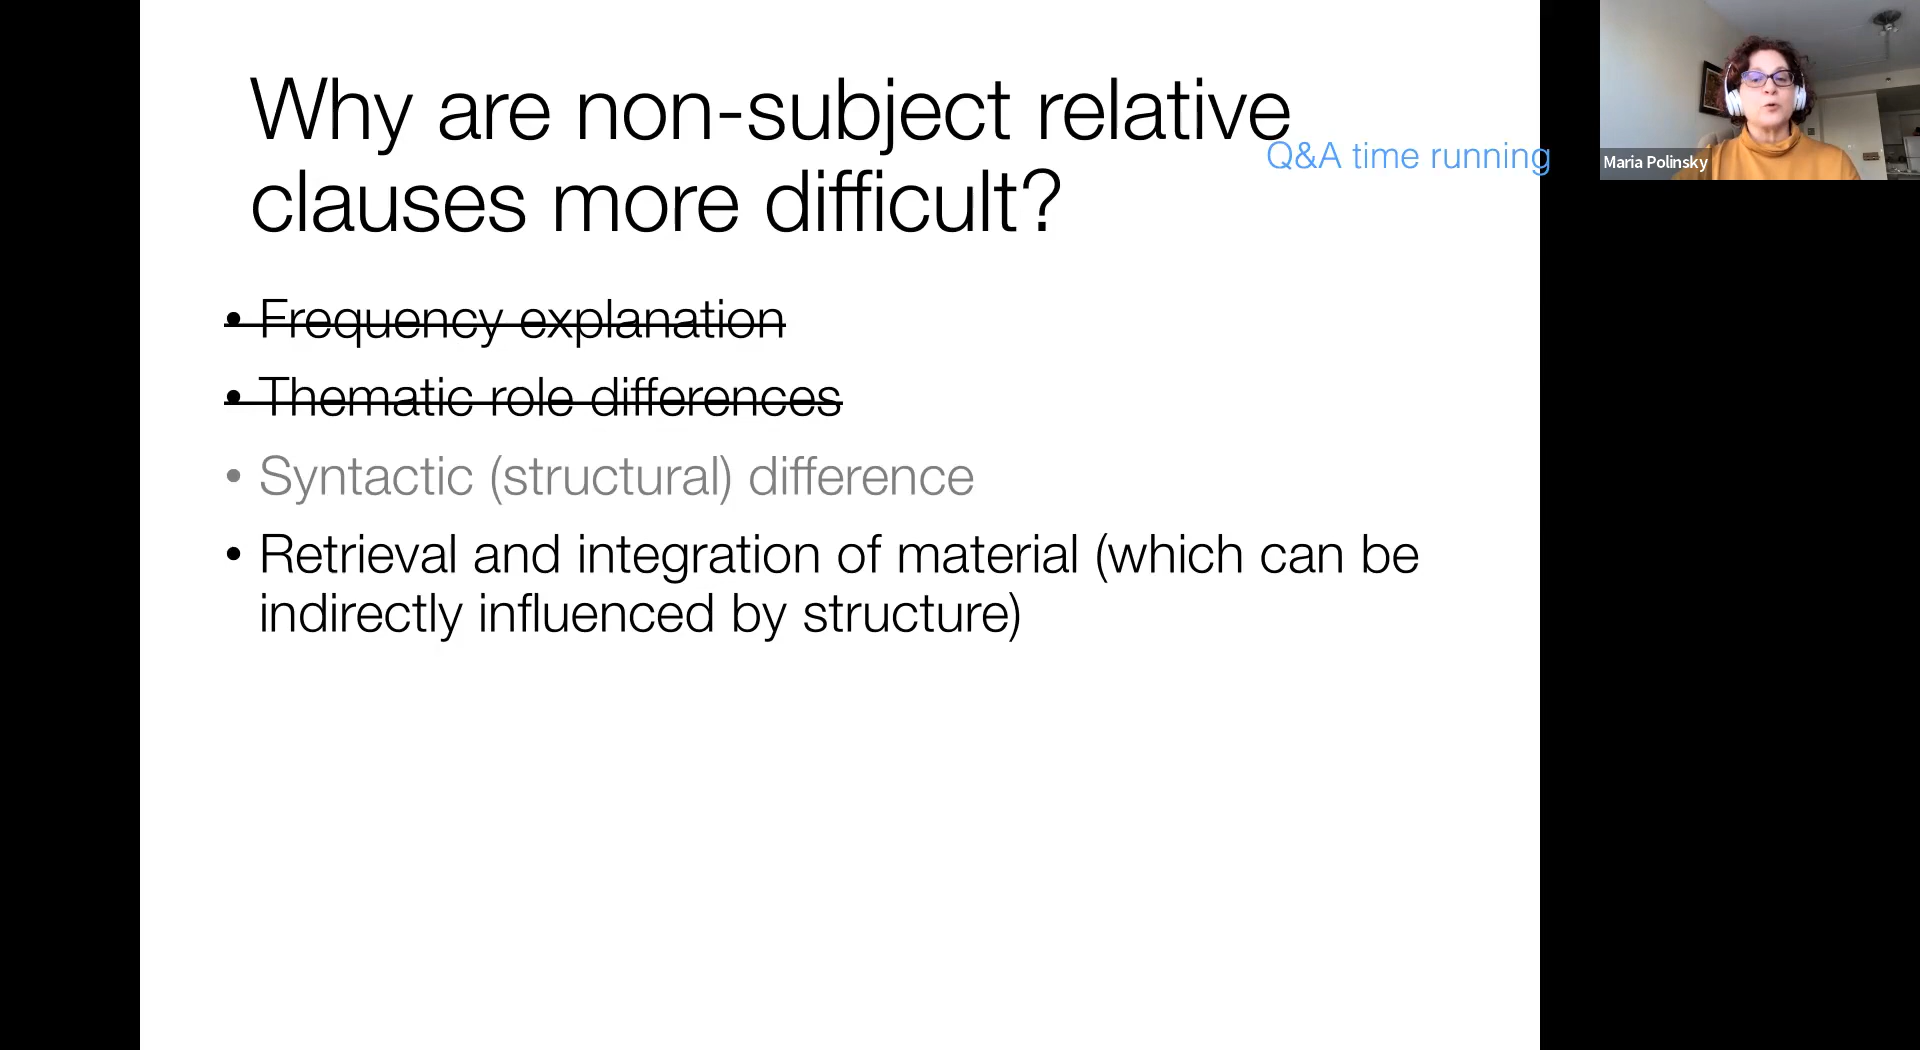 Why are non-subject relative
clauses more difficult?
Q&A time running
Maria Polinsky
• Frequency explanation
• Thematic role differences
• Syntactic (structural) difference
• Retrieval and integration of material (which can be
indirectly influenced by structure)